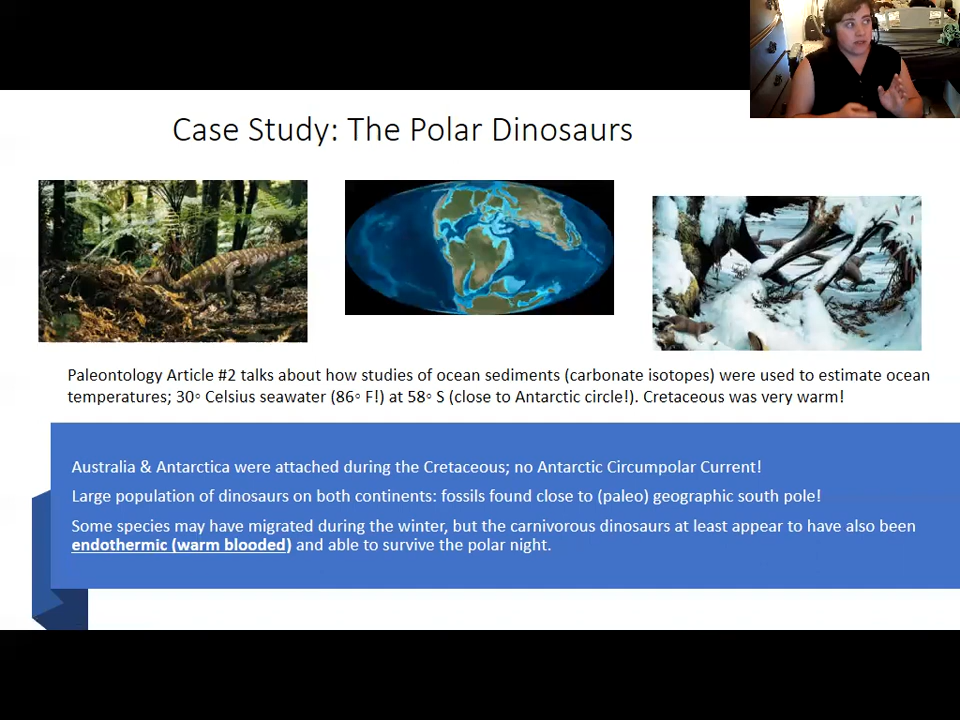 Case Study: The Polar Dinosaurs
Paleontology Article #2 talks about how studies of ocean sediments (carbonate isotopes) were used to estimate ocean
temperatures; 30◦ Celsius seawater (86◦ F!) at 58◦ S (close to Antarctic circle!). Cretaceous was very warm!
Australia & Antarctica were attached during the Cretaceous; no Antarctic Circumpolar Current!
Large population of dinosaurs on both continents: fossils found close to (paleo) geographic south pole!
Some species may have migrated during the winter, but the carnivorous dinosaurs at least appear to have also been
endothermic (warm blooded) and able to survive the polar night.